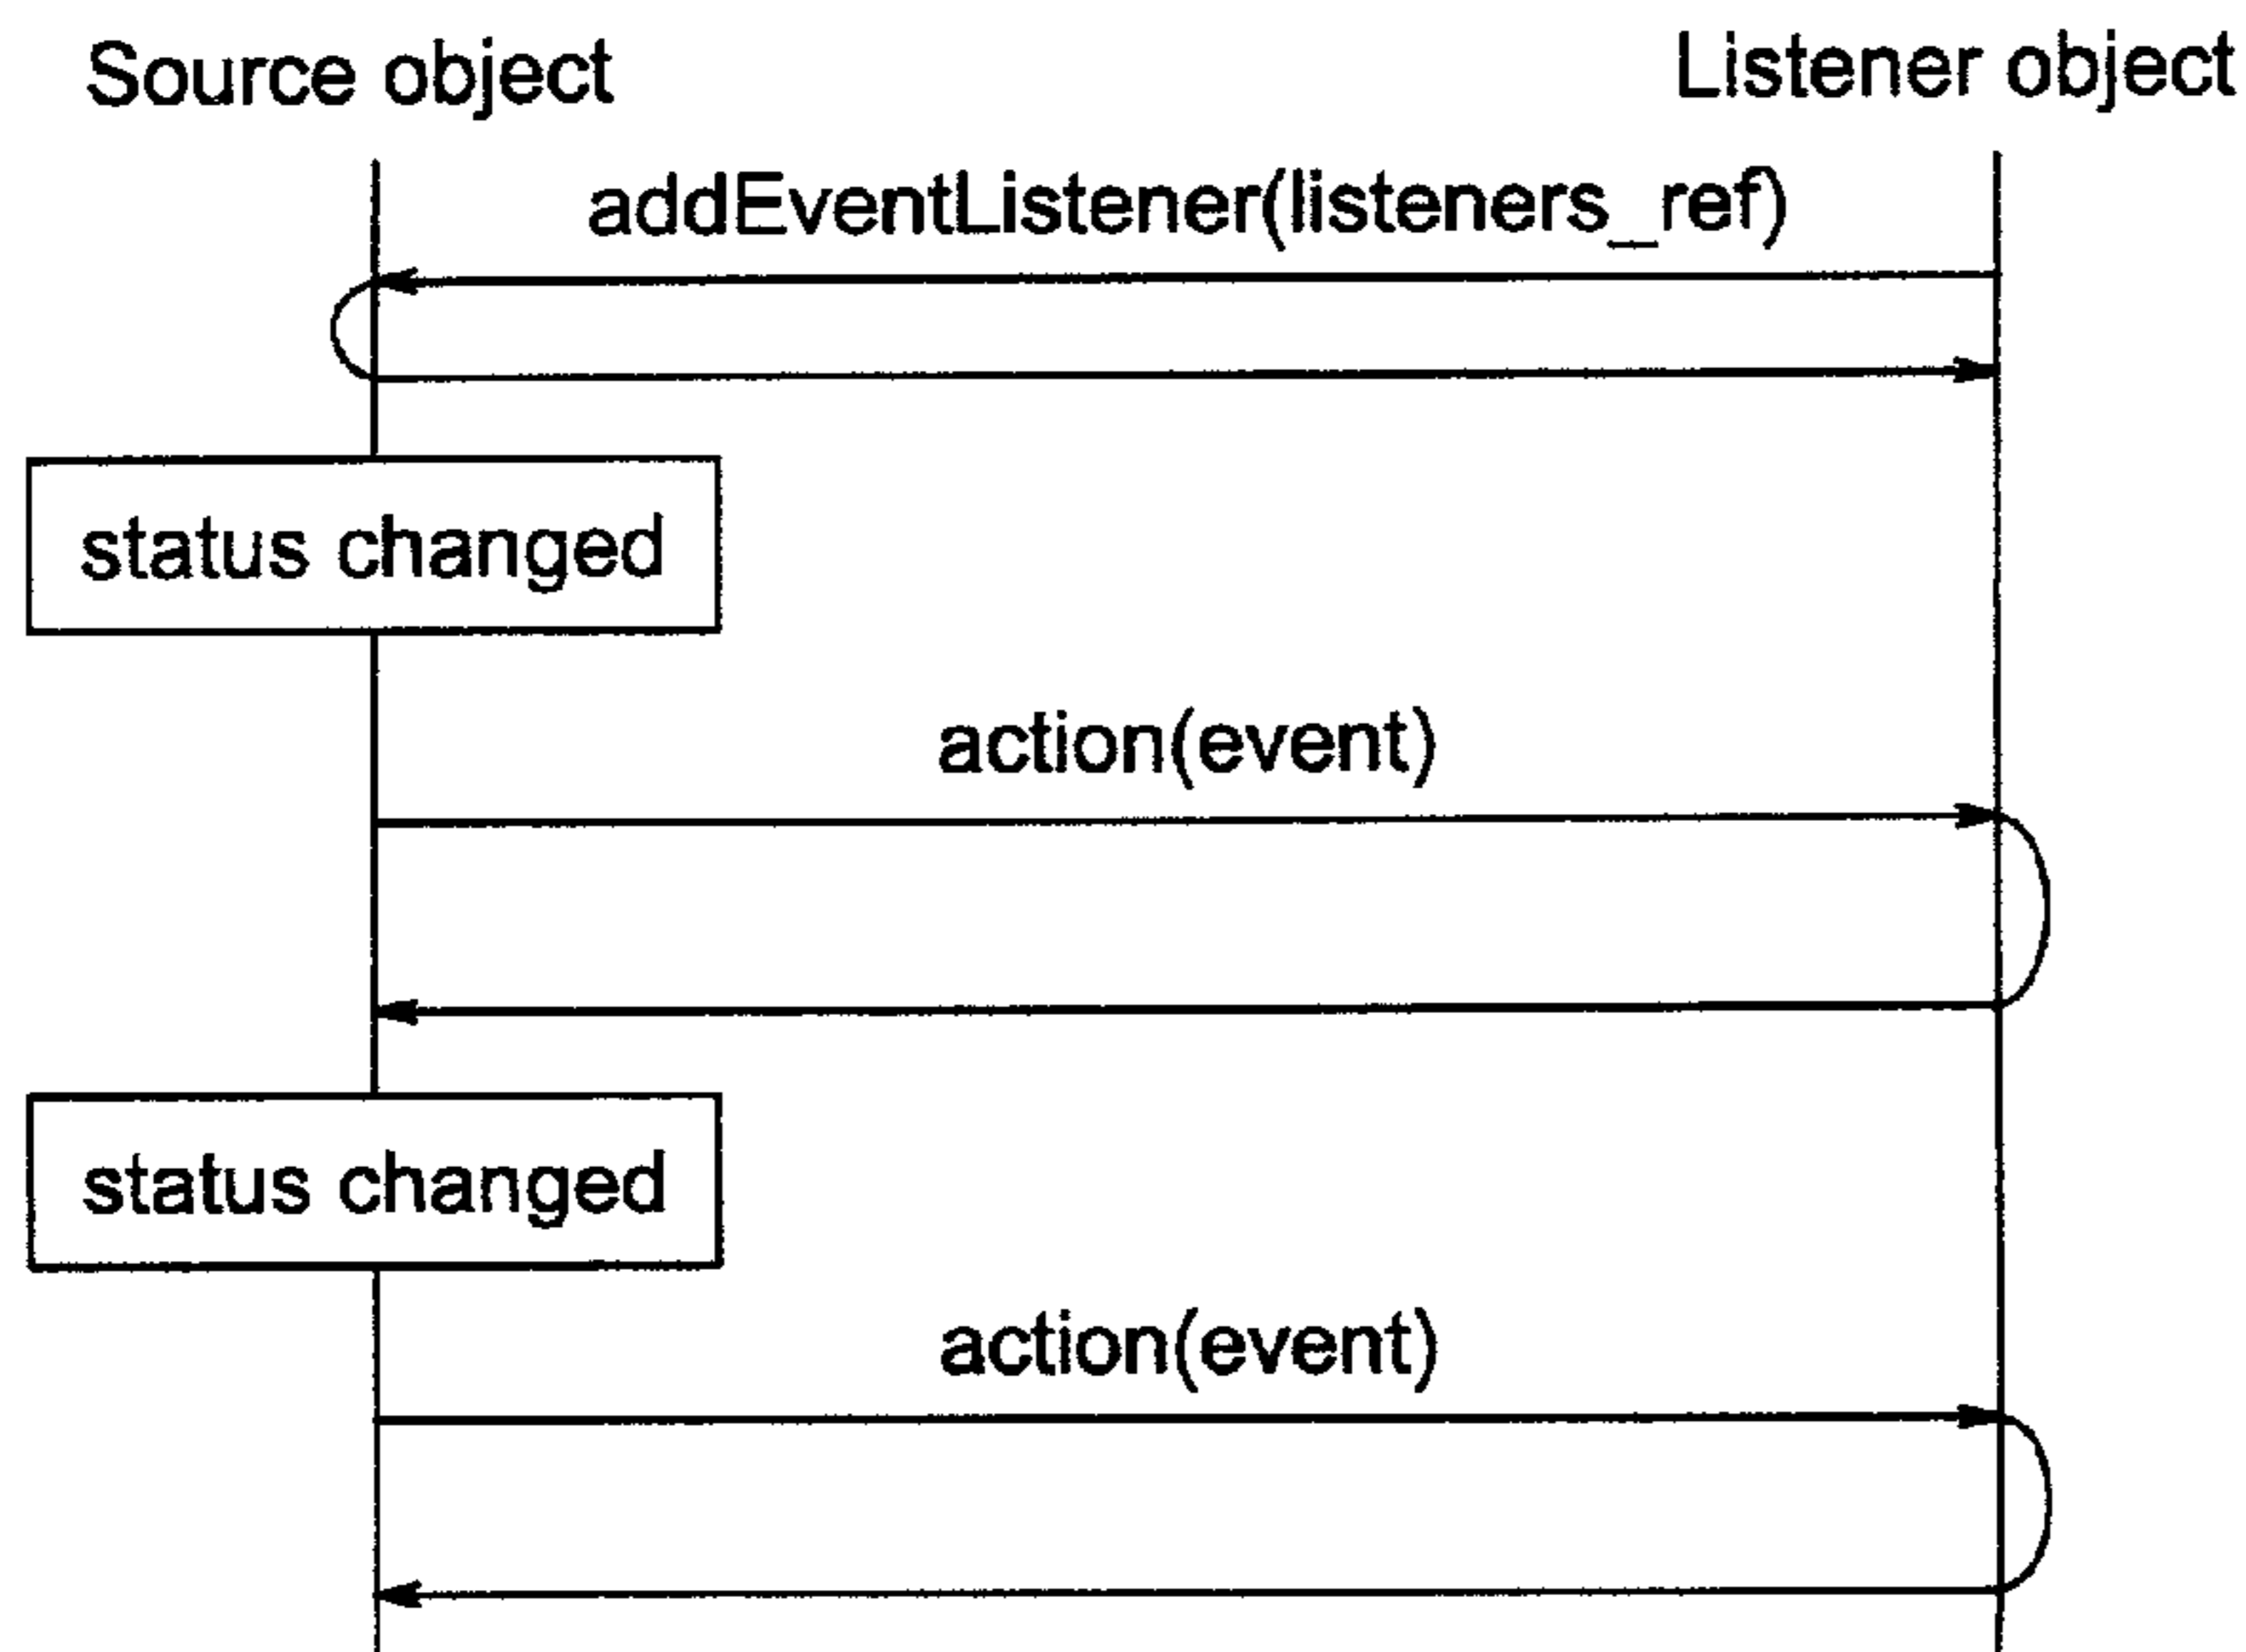 Source object
Listener object
addEventListener(listeners_ref)
status changed
action(event)
status changed
action(event)